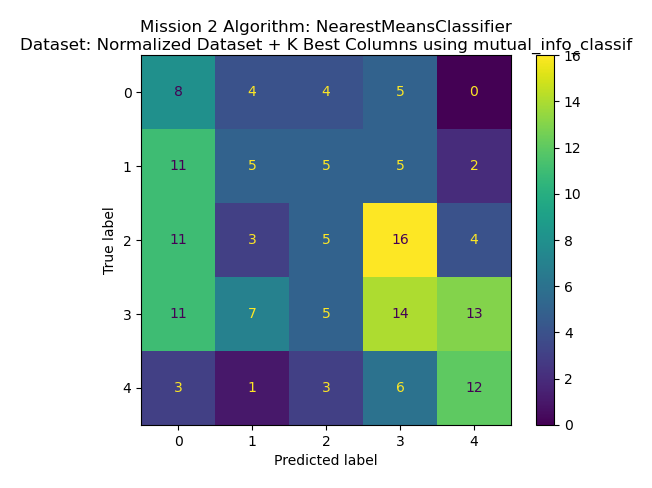 Mission 2 Algorithm: NearestMeansClassifier
Dataset: Normalized Dataset + K Best Columns using mutual_info_classif
0 8 4 4 5 0
1 11 5 5 5 2
2 11 3 5 16 4
3 11 7 5 14 13
4 3 1 3 6 12
0 1 2 3 4
Predicted label
True label
16
14
12
10
8
6
4
2
0